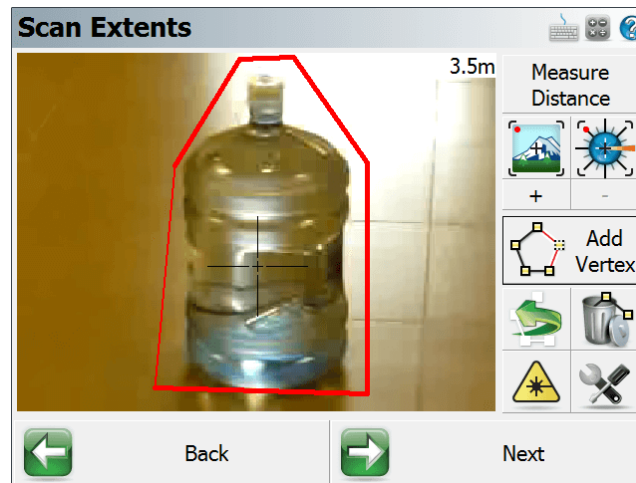 Scan Extents
3.5m
Measure
Distance
+ -
Add
Vertex
Back
Next